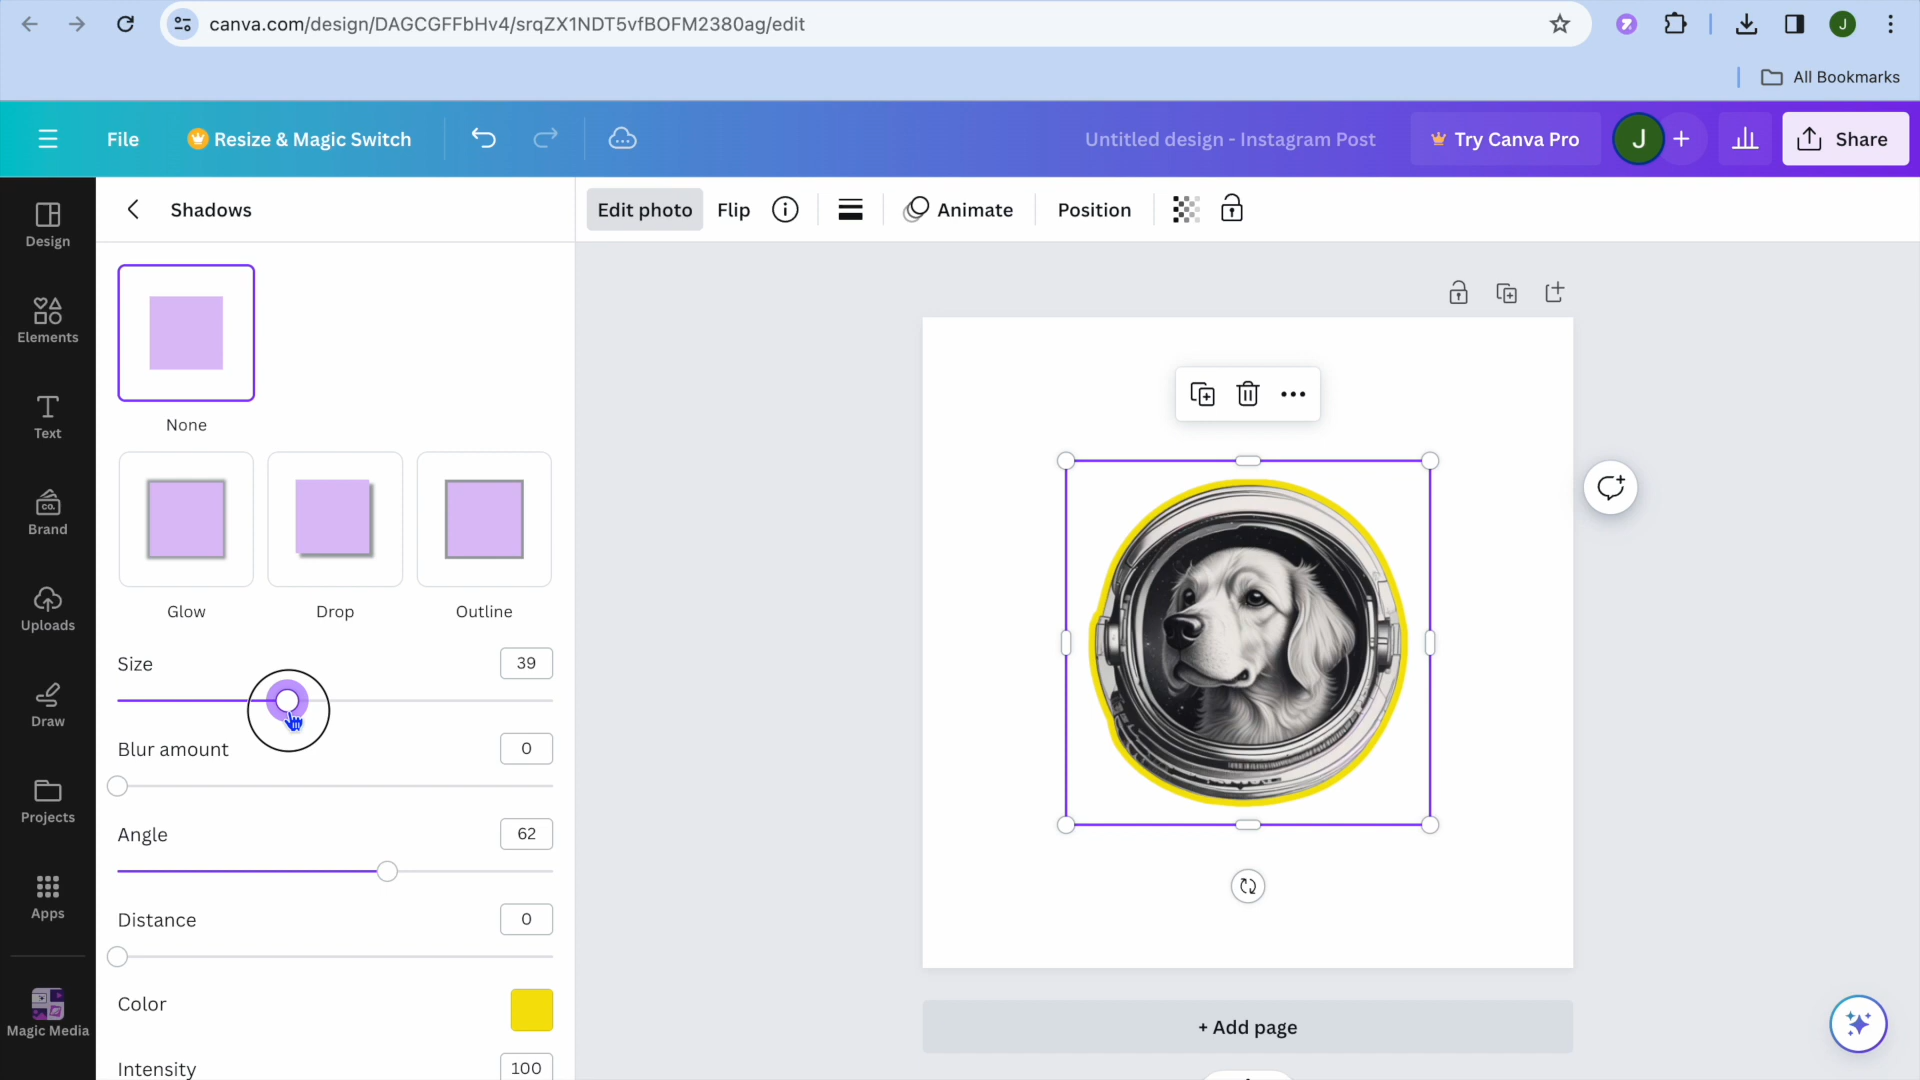 canva.com/design/DAGCGFFbHv4/srqZX1NDT5vfBOFM2380ag/edit
J
All Bookmarks
File
Resize & Magic Switch
Untitled design - Instagram Post
Try Canva Pro
J
Share
Design
Elements
Text
Brand
Uploads
Draw
Projects
Apps
Magic Media
Shadows
None
Glow
Drop
Outline
Size
39
Blur amount
0
Angle
62
Distance
0
Color
Intensity
100
Edit photo
Flip
Animate
Position
+ Add page